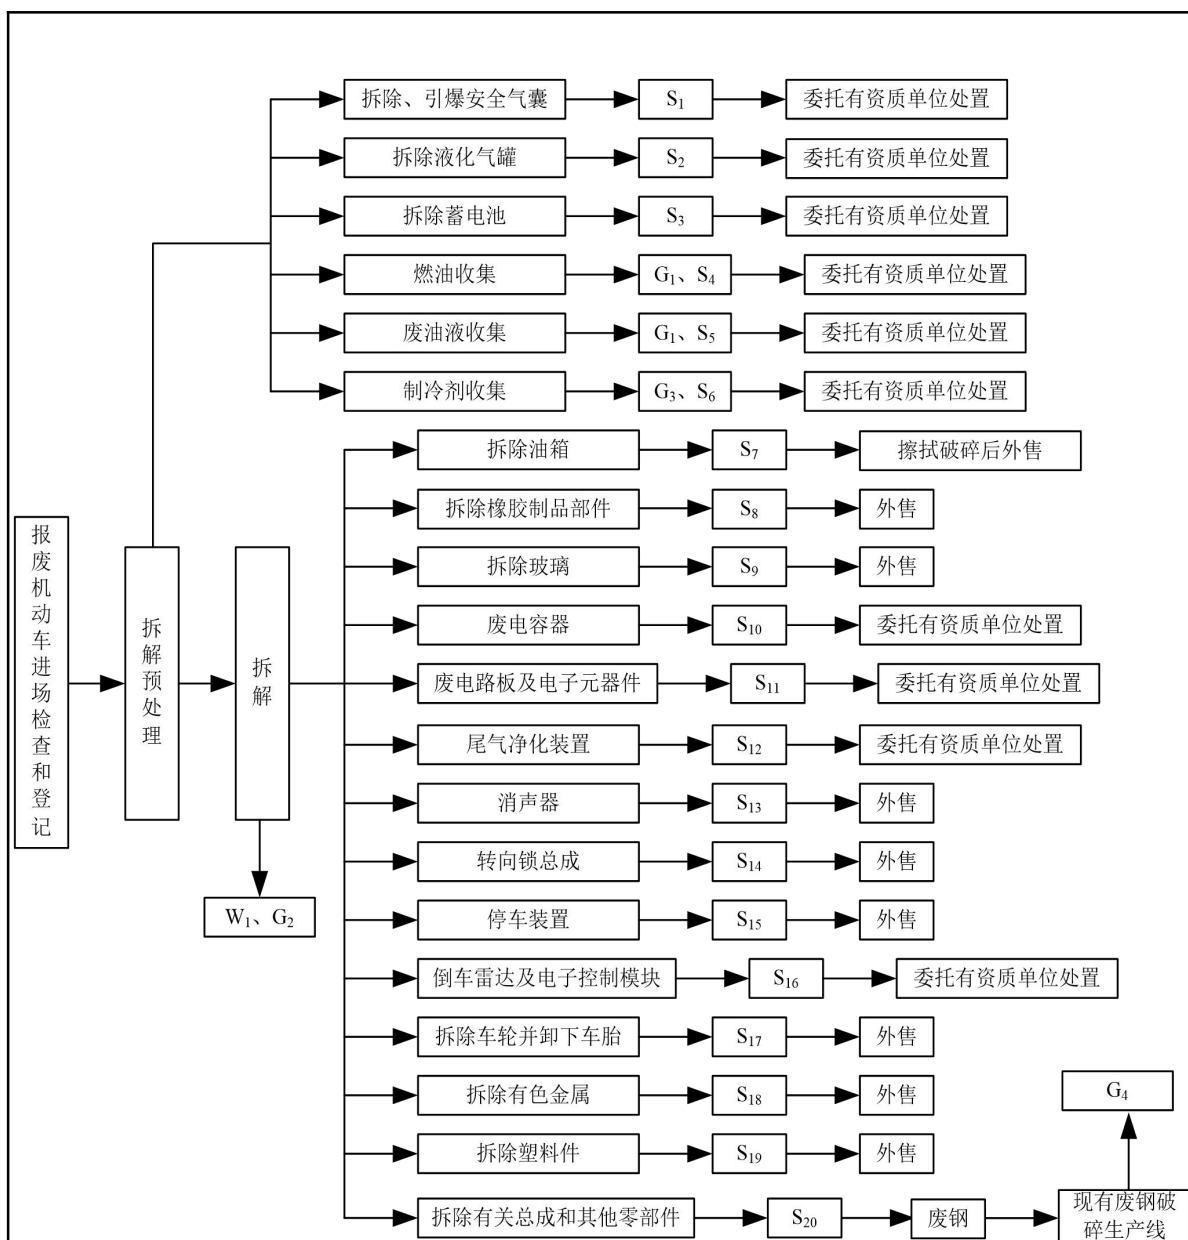 拆除、引爆安全气囊 S₁ 委托有资质单位处置
拆除液化气罐 S₂ 委托有资质单位处置
拆除蓄电池 S₃ 委托有资质单位处置
燃油收集 G₁、S₄ 委托有资质单位处置
废油液收集 G₁、S₅ 委托有资质单位处置
制冷剂收集 G₃、S₆ 委托有资质单位处置
报废机动车进场检查和登记
拆解预处理
拆解
W₁、G₂
拆除油箱 S₇ 擦拭破碎后外售
拆除橡胶制品部件 S₈ 外售
拆除玻璃 S₉ 外售
废电容器 S₁₀ 委托有资质单位处置
废电路板及电子元器件 S₁₁ 委托有资质单位处置
尾气净化装置 S₁₂ 委托有资质单位处置
消声器 S₁₃ 外售
转向锁总成 S₁₄ 外售
停车装置 S₁₅ 外售
倒车雷达及电子控制模块 S₁₆ 委托有资质单位处置
拆除车轮并卸下车胎 S₁₇ 外售
拆除有色金属 S₁₈ 外售
拆除塑料件 S₁₉ 外售
拆除有关总成和其他零部件 S₂₀ 废钢
现有废钢破
碎生产线
G₄